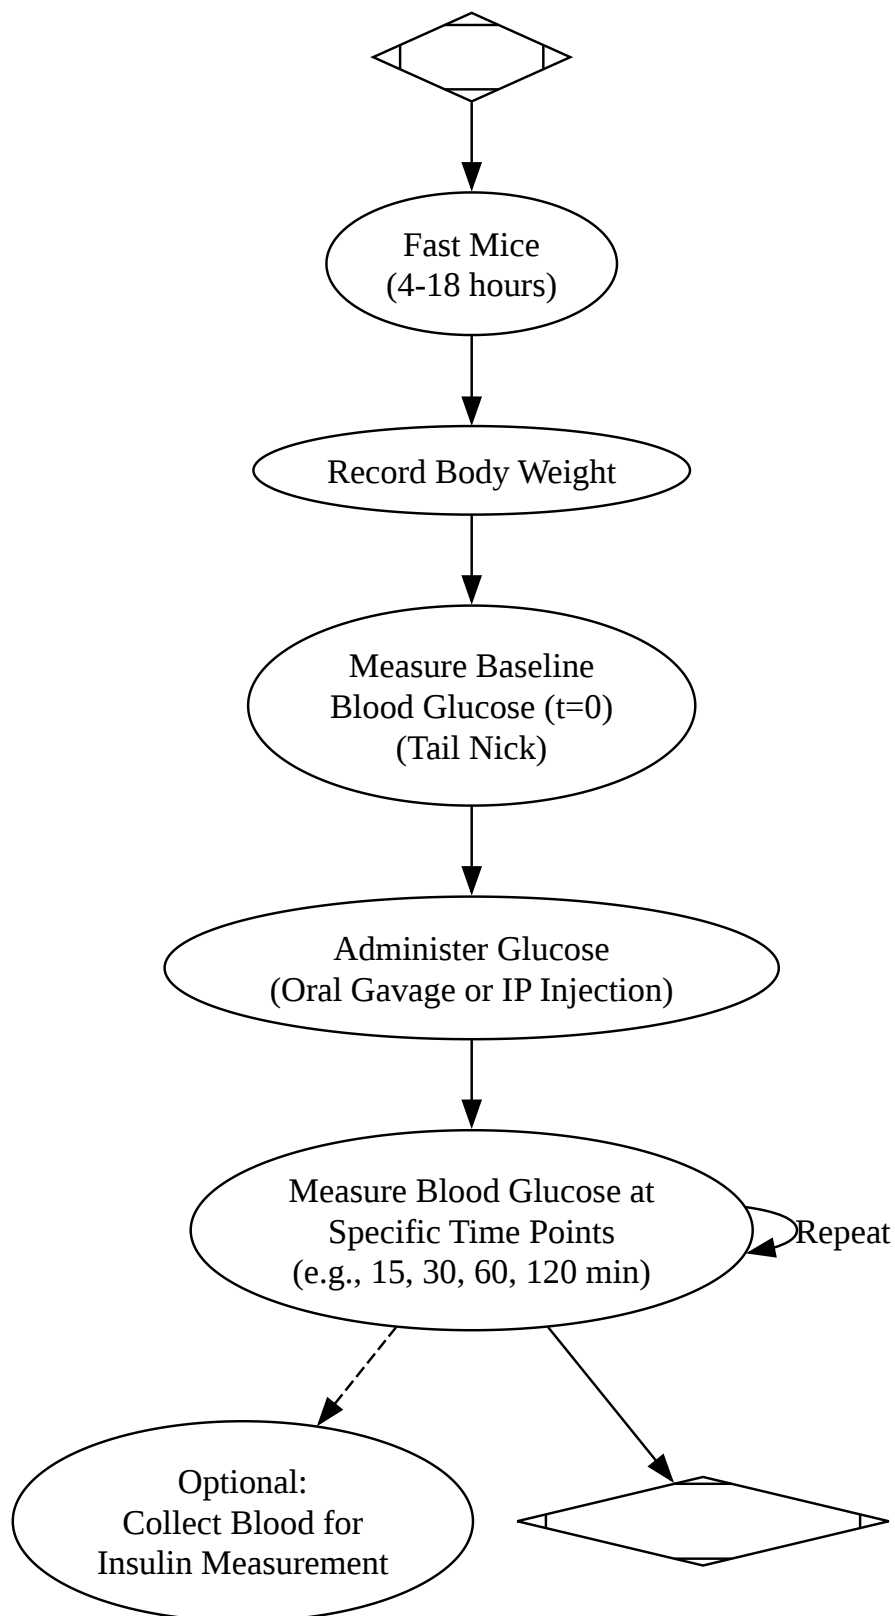 Fast Mice
(4-18 hours)
Record Body Weight
Measure Baseline
Blood Glucose (t=0)
(Tail Nick)
Administer Glucose
(Oral Gavage or IP Injection)
Measure Blood Glucose at
Specific Time Points
(e.g., 15, 30, 60, 120 min)
Repeat
Optional:
Collect Blood for
Insulin Measurement